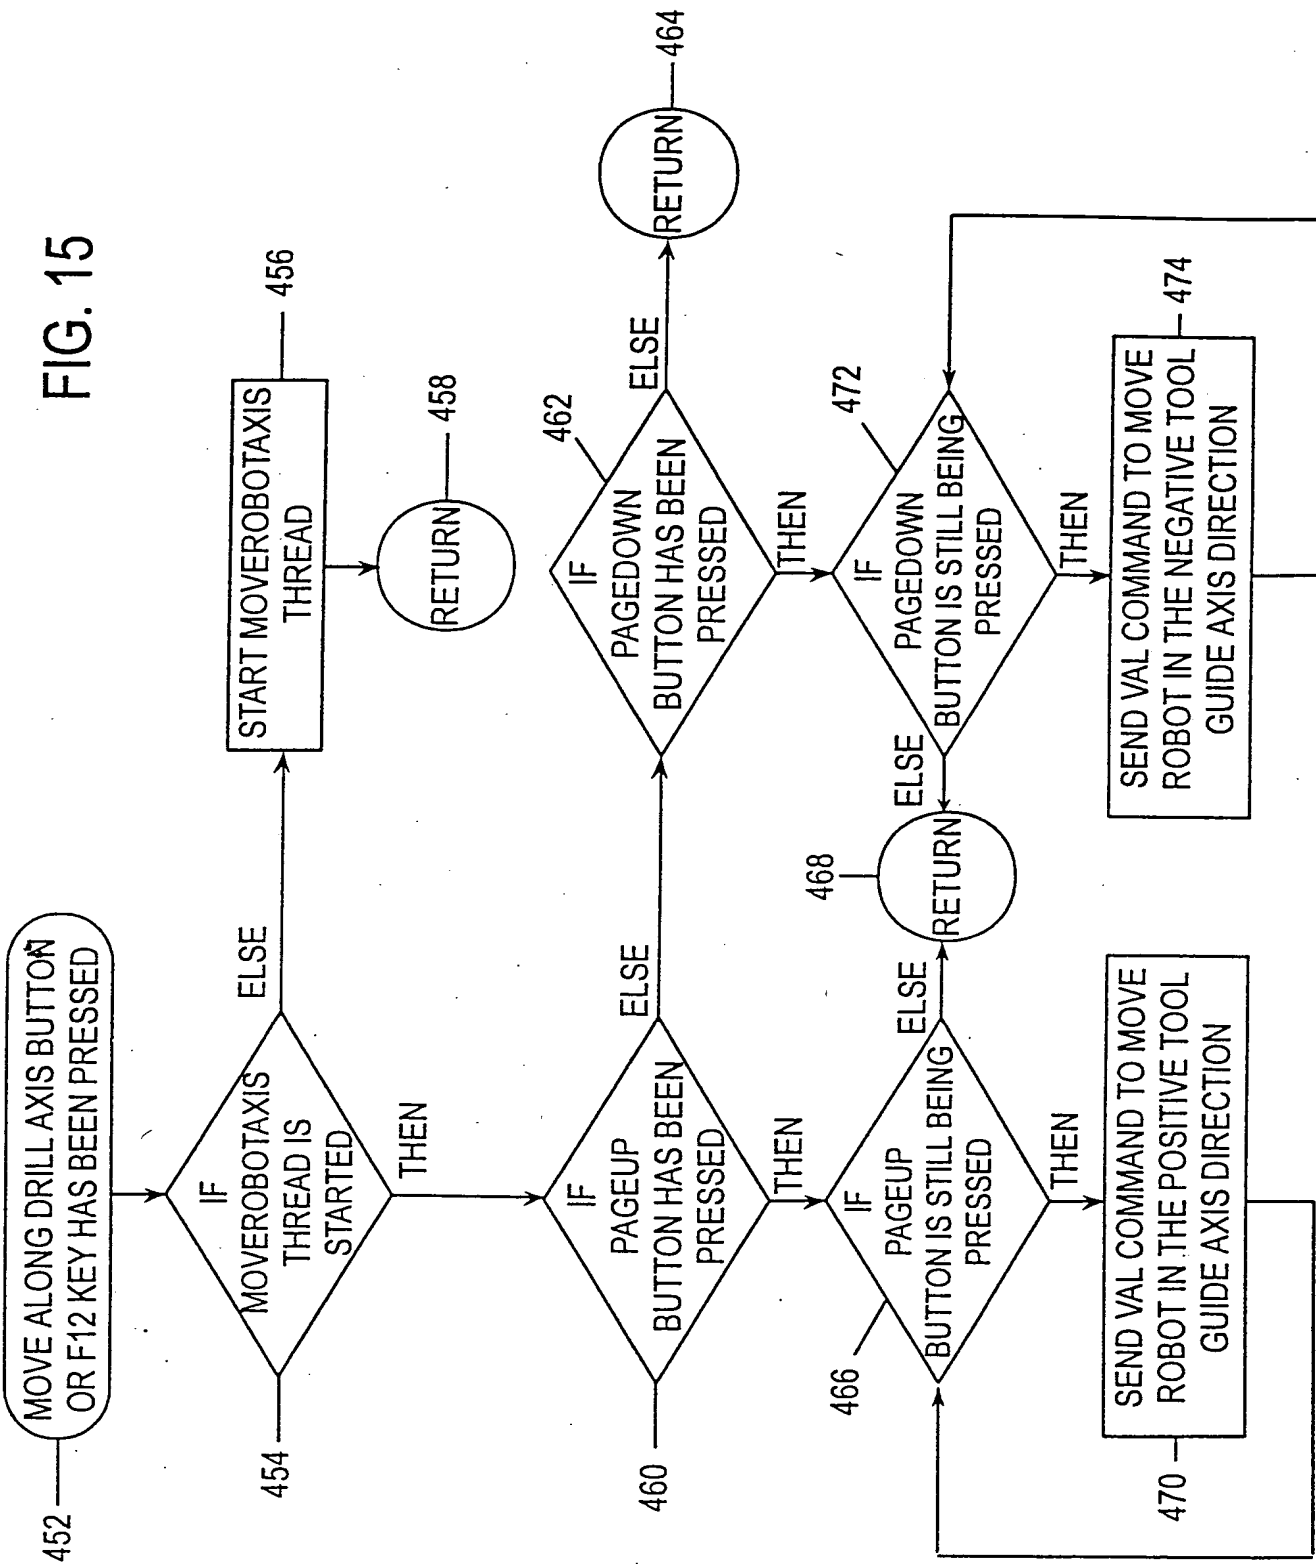 FIG. 15
MOVE ALONG DRILL AXIS BUTTON
OR F12 KEY HAS BEEN PRESSED
452
IF
MOVEROBOTAXIS
THREAD IS
STARTED
454
ELSE
THEN
START MOVEROBOTAXIS
THREAD
456
RETURN
458
IF
PAGEUP
BUTTON HAS BEEN
PRESSED
460
ELSE
THEN
IF
PAGEDOWN
BUTTON HAS BEEN
PRESSED
462
ELSE
THEN
RETURN
464
IF
PAGEUP
BUTTON IS STILL BEING
PRESSED
466
ELSE
THEN
RETURN
468
IF
PAGEDOWN
BUTTON IS STILL BEING
PRESSED
472
ELSE
THEN
SEND VAL COMMAND TO MOVE
ROBOT IN THE POSITIVE TOOL
GUIDE AXIS DIRECTION
470
SEND VAL COMMAND TO MOVE
ROBOT IN THE NEGATIVE TOOL
GUIDE AXIS DIRECTION
474